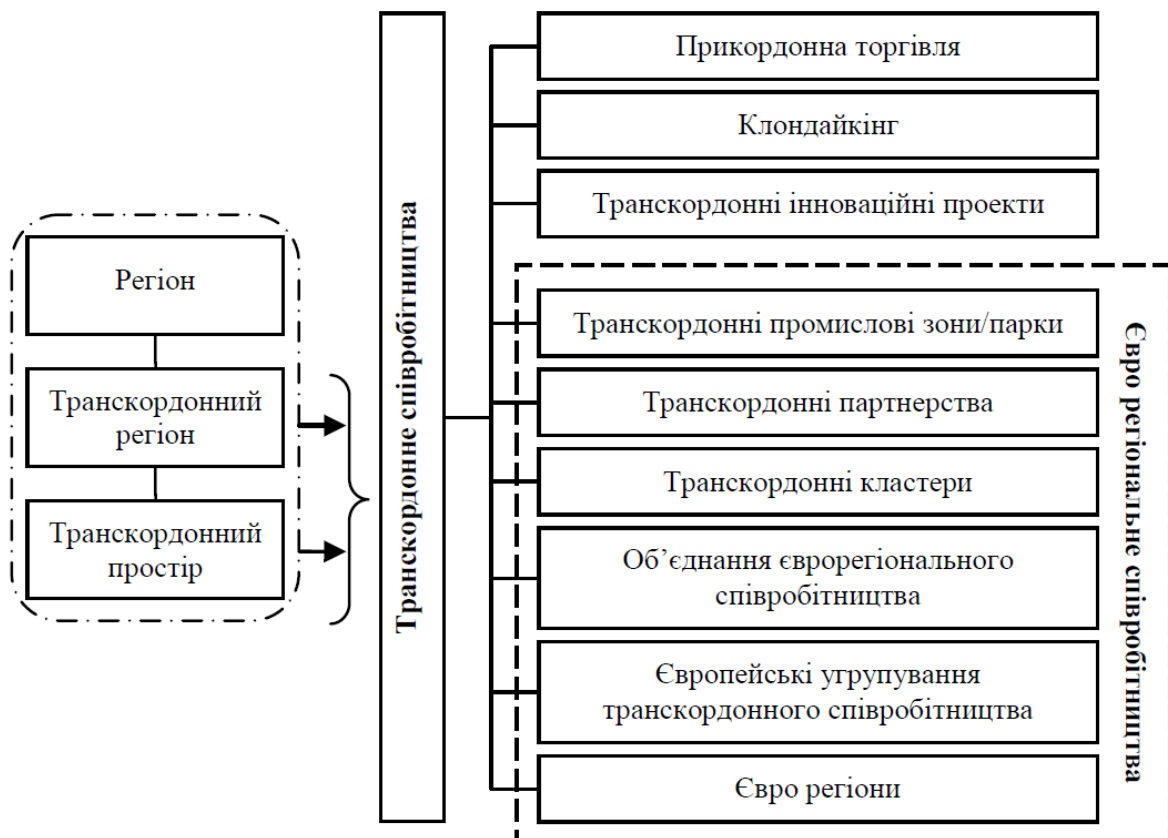 Регіон
Транскордонний
регіон
Транскордонний
простір
Транскордонне співробітництва
Прикордонна торгівля
Клондайкінг
Транскордонні інноваційні проекти
Транскордонні промислові зони/парки
Транскордонні партнерства
Транскордонні кластери
Об’єднання єврорегіонального
співробітництва
Європейські угрупування
транскордонного співробітництва
Євро регіони
Євро регіональне співробітництва